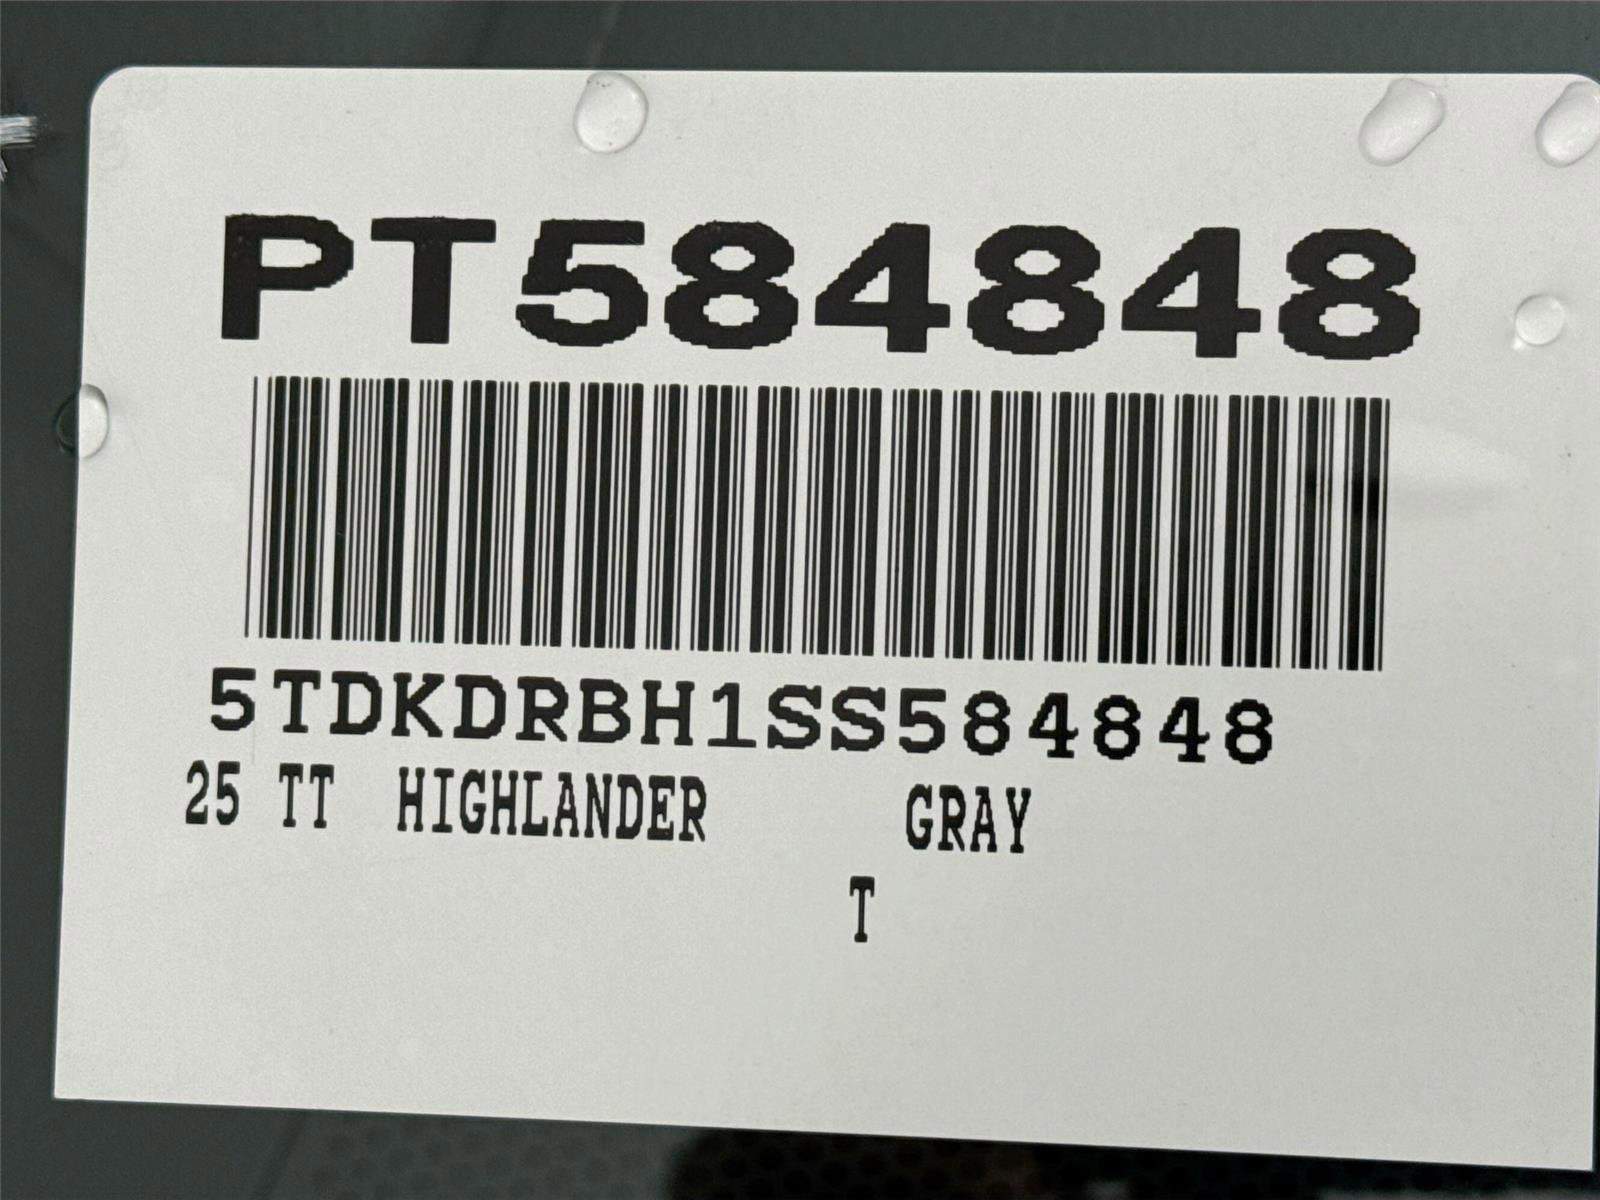 PT584848
5TDKDRBH1SS584848
25 TT HIGHLANDER GRAY
T